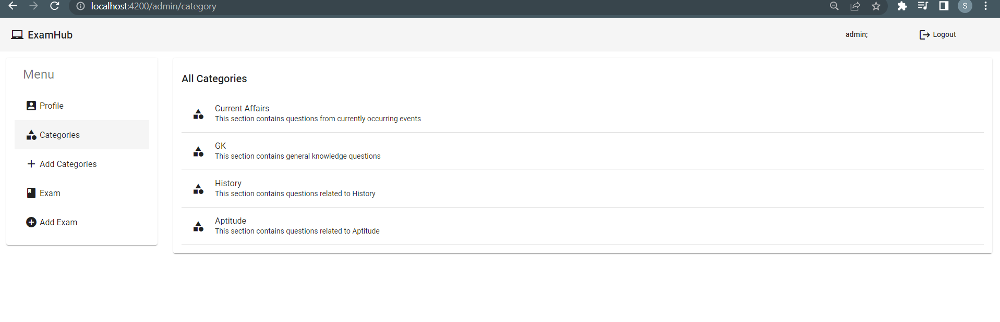 localhost:4200/admin/category
S
ExamHub
admin;
Logout
Menu
Profile
Categories
Add Categories
Exam
Add Exam
All Categories
Current Affairs
This section contains questions from currently occurring events
GK
This section contains general knowledge questions
History
This section contains questions related to History
Aptitude
This section contains questions related to Aptitude